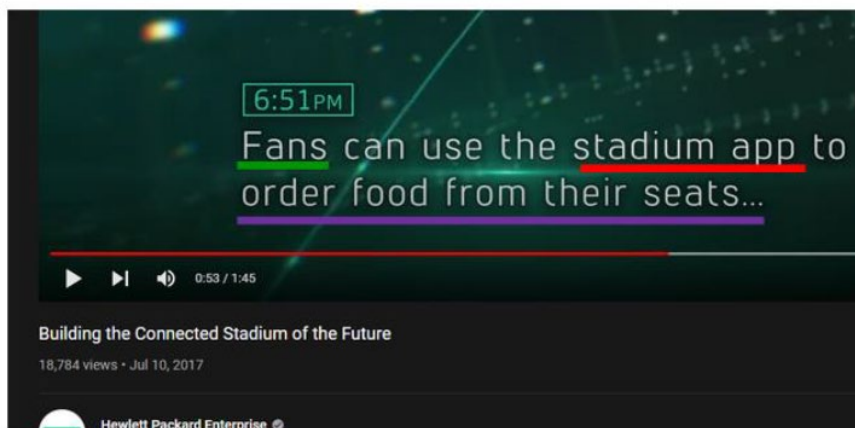 6:51PM
Fans can use the stadium app to
order food from their seats...
0:53 / 1:45
Building the Connected Stadium of the Future
18,784 views • Jul 10, 2017
Hewlett Packard Enterprise